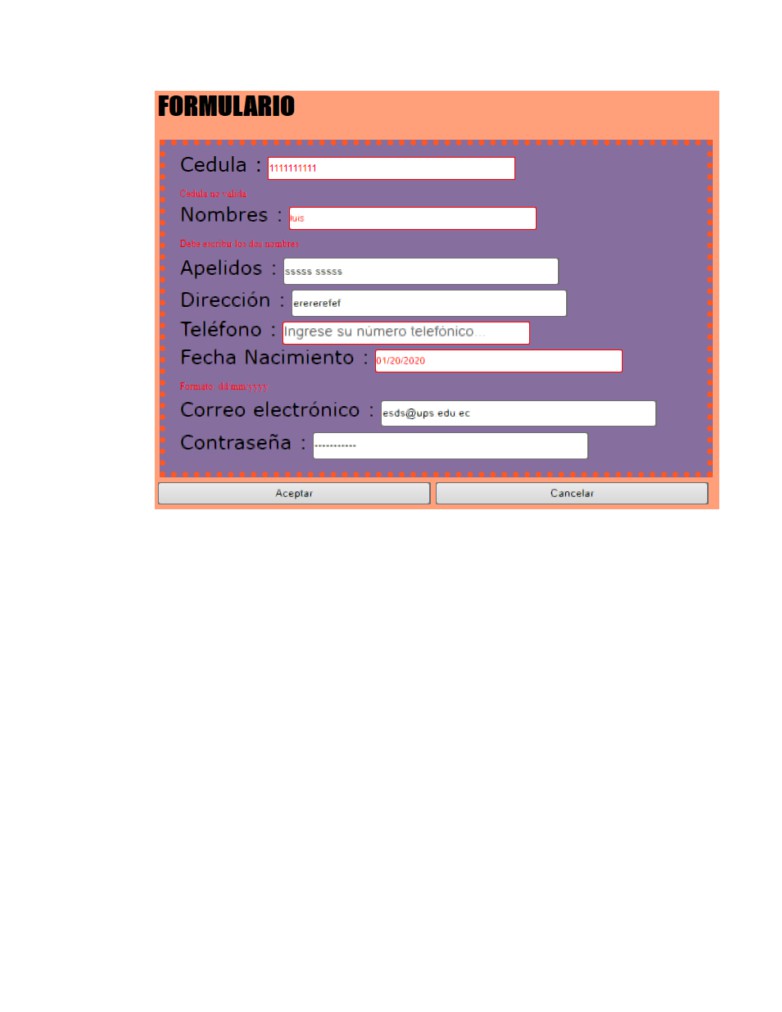 FORMULARIO
Cedula : 1111111111
Cedula no valida
Nombres : luis
Debe escribir los dos nombres
Apelidos : sssss sssss
Dirección : erererefef
Teléfono : Ingrese su número telefónico...
Fecha Nacimiento : 01/20/2020
Formato: dd/mm/yyyy
Correo electrónico : esds@ups.edu.ec
Contraseña : -----------
Aceptar Cancelar